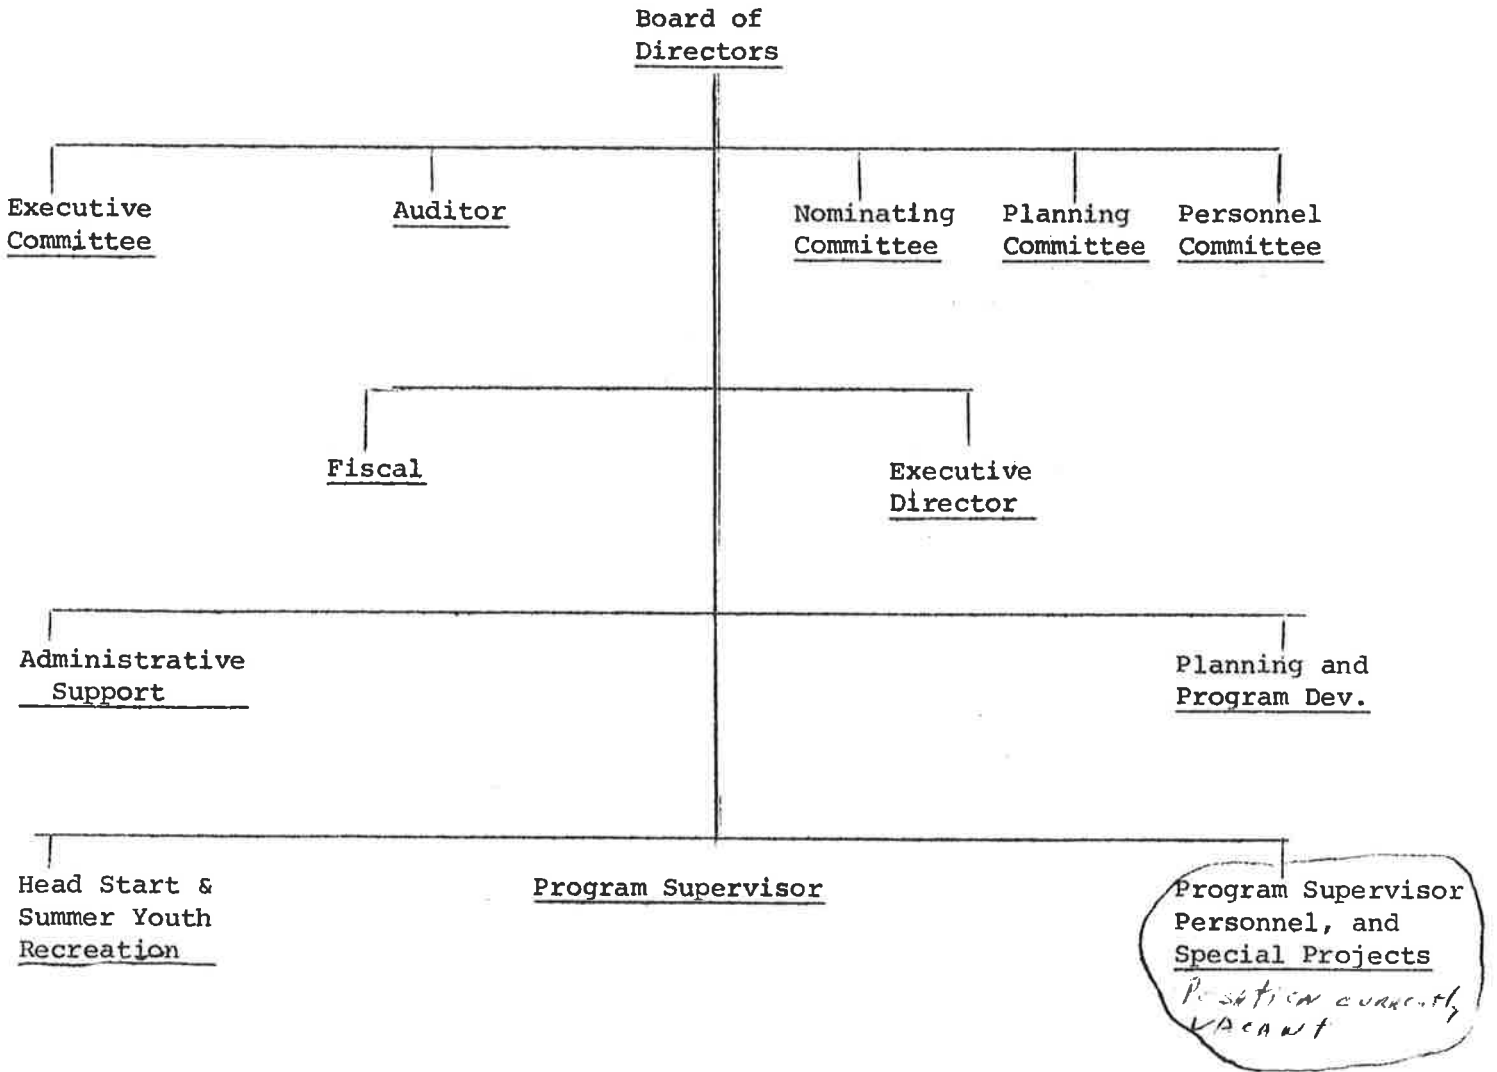 Board of
Directors
Executive
Committee
Auditor
Nominating
Committee
Planning
Committee
Personnel
Committee
Fiscal
Executive
Director
Administrative
Support
Planning and
Program Dev.
Head Start &
Summer Youth
Recreation
Program Supervisor
Program Supervisor
Personnel, and
Special Projects
Position currently
VACANT